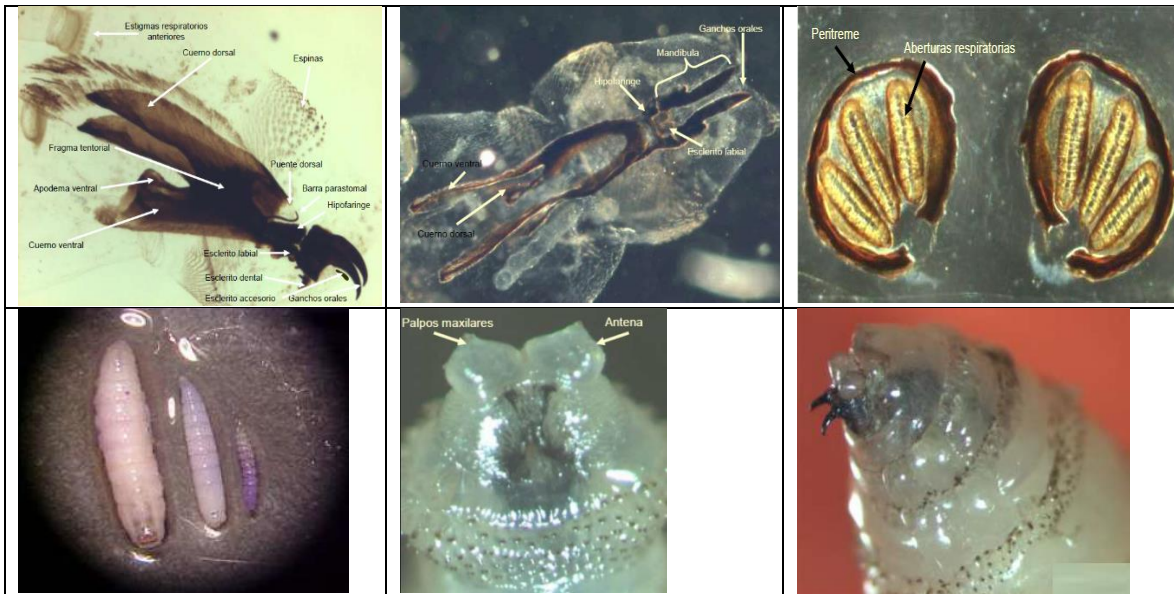 Estigmas respiratorios
anteriores
Cuerno dorsal
Espinas
Fragma tentorial
Puente dorsal
Apodema ventral
Barra parastomal
Hipofaringe
Cuerno ventral
Esclerito labial
Esclerito dental
Esclerito accesorio
Ganchos orales
Ganchos orales
Mandíbula
Hipofaringe
Esclerito labial
Cuerno ventral
Cuerno dorsal
Peritreme
Aberturas respiratorias
Palpos maxilares
Antena